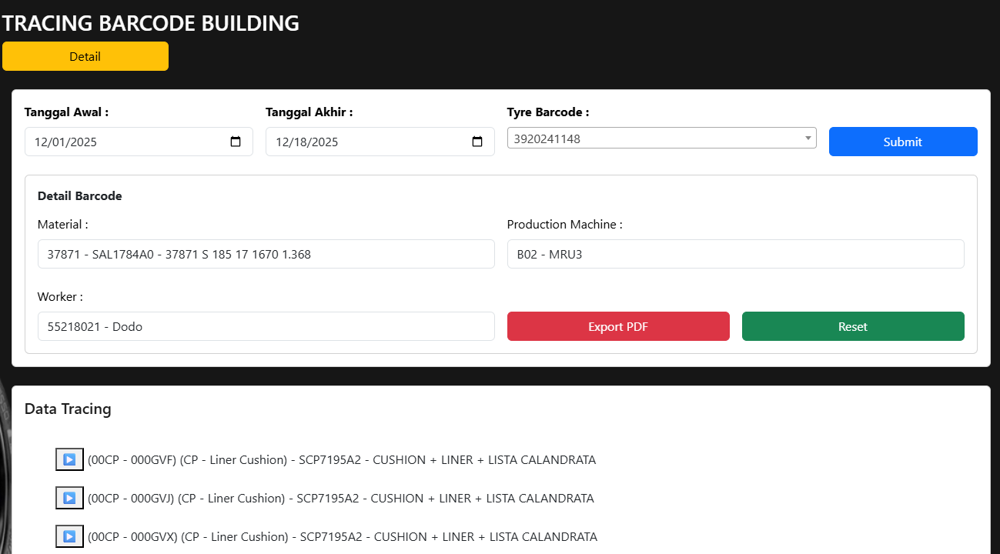 TRACING BARCODE BUILDING
Detail
Tanggal Awal :
Tanggal Akhir :
Tyre Barcode :
12/01/2025
12/18/2025
3920241148
Submit
Detail Barcode
Material :
Production Machine :
37871 - SAL1784A0 - 37871 S 185 17 1670 1.368
B02 - MRU3
Worker :
55218021 - Dodo
Export PDF
Reset
Data Tracing
(00CP - 000GVF) (CP - Liner Cushion) - SCP7195A2 - CUSHION + LINER + LISTA CALANDRATA
(00CP - 000GVJ) (CP - Liner Cushion) - SCP7195A2 - CUSHION + LINER + LISTA CALANDRATA
(00CP - 000GVX) (CP - Liner Cushion) - SCP7195A2 - CUSHION + LINER + LISTA CALANDRATA